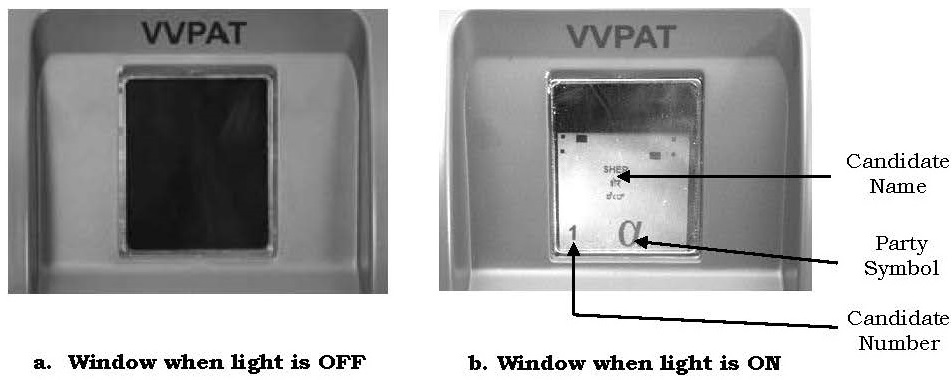 VVPAT
VVPAT
SHER
शेर
1
α
Candidate
Name
Party
Symbol
Candidate
Number
a. Window when light is OFF
b. Window when light is ON